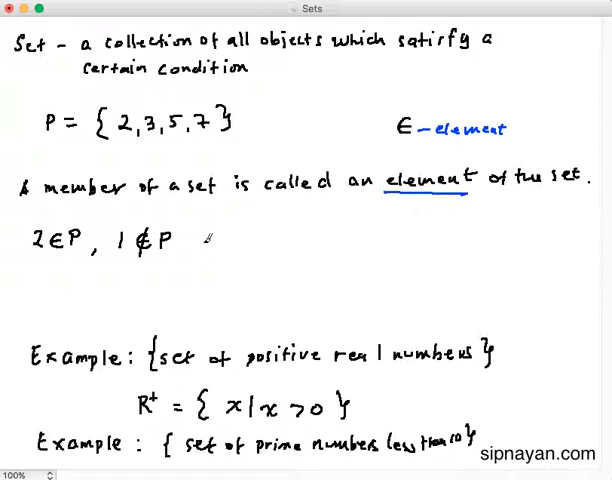 Sets
Set - a collection of all objects which satisfy a
certain condition
P = { 2, 3, 5, 7 }
∈ - element
A member of a set is called an element of the set.
2 ∈ P, 1 ∉ P
Example: {set of positive real numbers}
R⁺ = { x | x > 0 }
Example: { set of prime numbers less than 10}
sipnayan.com
100%